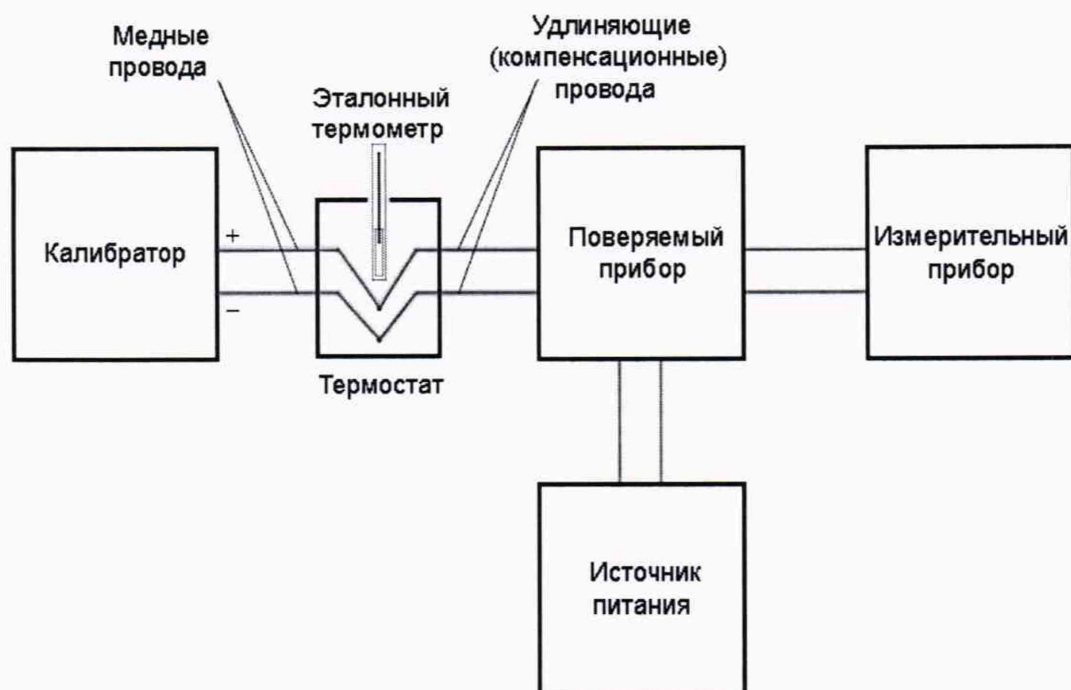 Медные
провода
Удлиняющие
(компенсационные)
провода
Эталонный
термометр
Калибратор
+
−
Термостат
Поверяемый
прибор
Измерительный
прибор
Источник
питания